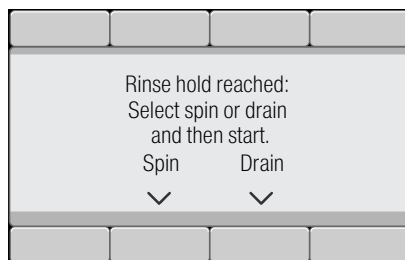 Rinse hold reached:
Select spin or drain
and then start.
Spin Drain